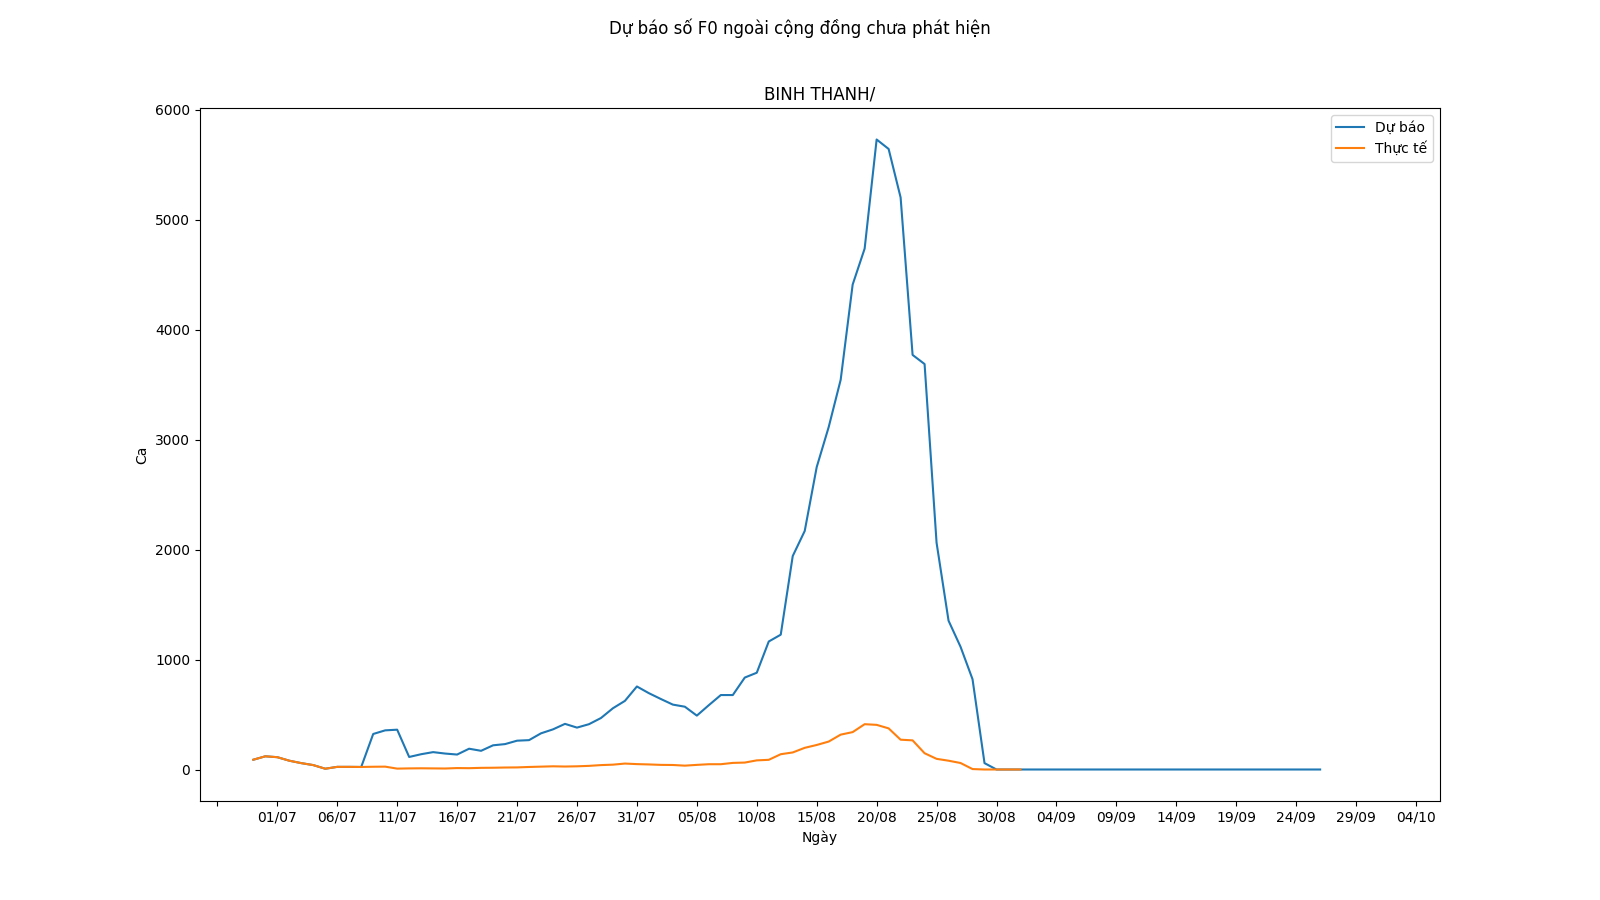 Dự báo số F0 ngoài cộng đồng chưa phát hiện
BINH THANH/
Dự báo
Thực tế
6000
5000
4000
3000
2000
1000
0
Ca
01/07 06/07 11/07 16/07 21/07 26/07 31/07 05/08 10/08 15/08 20/08 25/08 30/08 04/09 09/09 14/09 19/09 24/09 29/09 04/10
Ngày